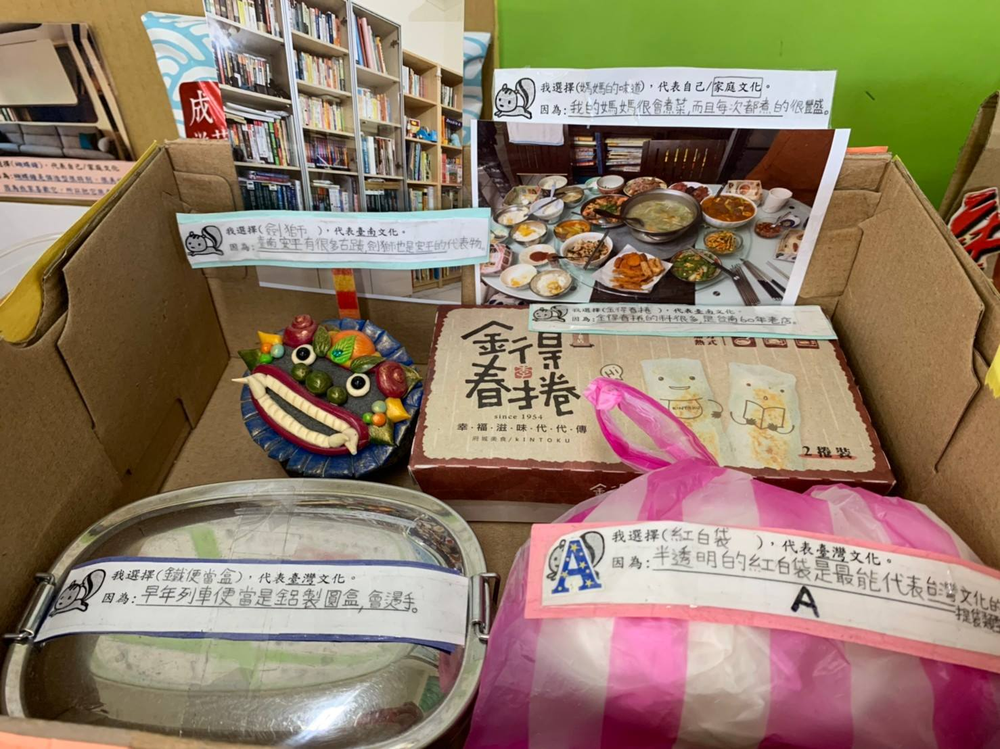 成
我選擇(媽媽的味道)，代表自己/家庭文化。
因為：我的媽媽很會煮菜,而且每次都煮的很豐盛。
選擇(蝴蝶鐘)，代表自己/家庭文化
我選擇(劍獅)，代表臺南文化。
因為：臺南安平有很多古蹟,劍獅也是安平的代表物。
我選擇(金得春捲)，代表臺南文化。
因為：金得春捲的料很多,是台南60年老店。
金得
春捲
since 1954
幸·福·滋·味·代·代·傳
府城美食/KINTOKU
Hi
KINTOKU
2捲裝
我選擇(紅白袋)，代表臺灣文化。
因為：半透明的紅白袋是最能代表台灣文化的
提袋
A
A
我選擇(鐵便當盒)，代表臺灣文化。
因為：早年列車便當是鋁製圓盒,會燙手。